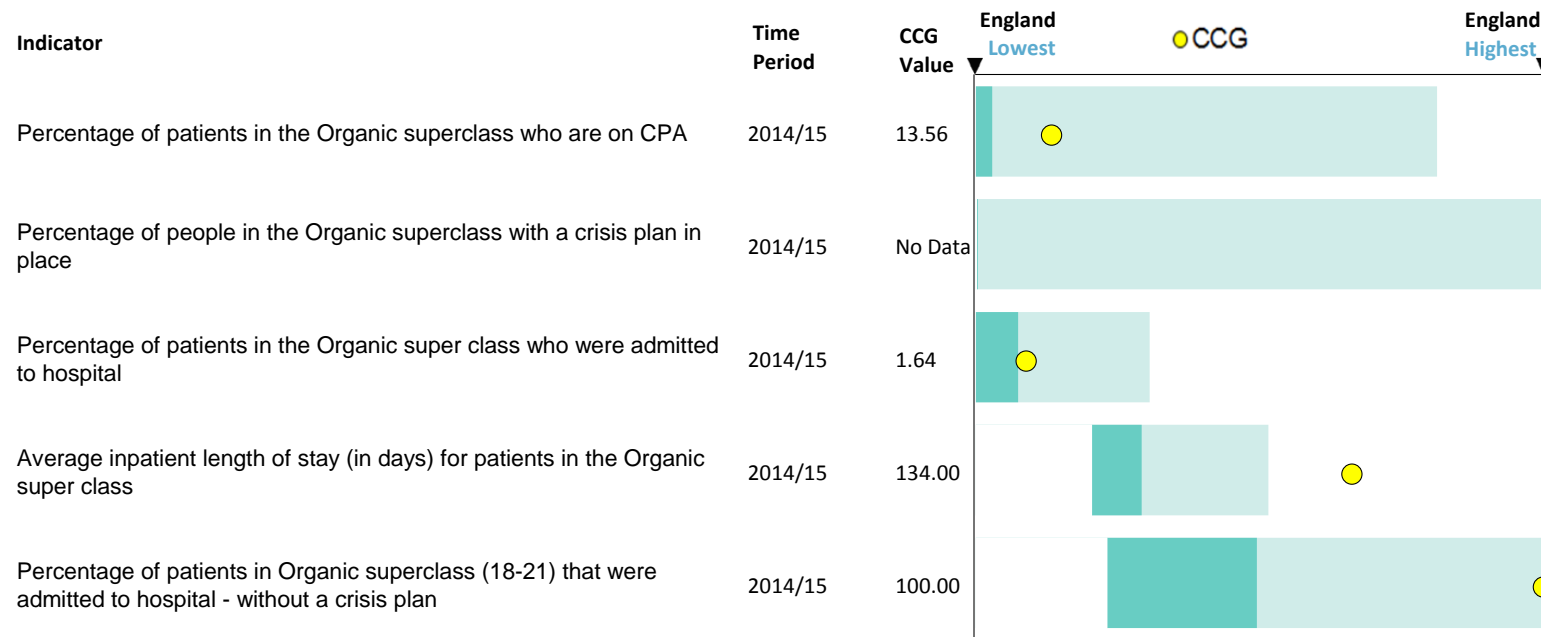 Indicator
Time Period
CCG Value
England Lowest
CCG
England Highest
Percentage of patients in the Organic superclass who are on CPA
2014/15
13.56
Percentage of people in the Organic superclass with a crisis plan in
place
2014/15
No Data
Percentage of patients in the Organic super class who were admitted
to hospital
2014/15
1.64
Average inpatient length of stay (in days) for patients in the Organic
super class
2014/15
134.00
Percentage of patients in Organic superclass (18-21) that were
admitted to hospital - without a crisis plan
2014/15
100.00